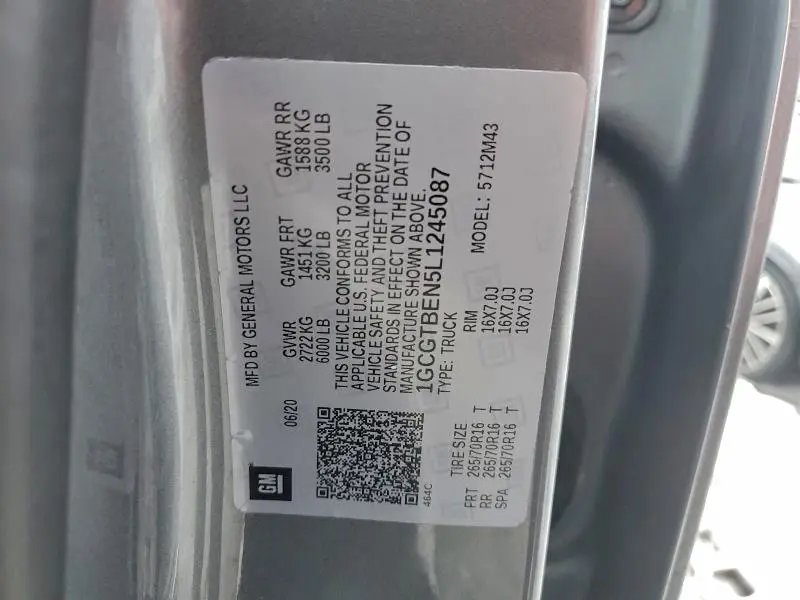 GM
MFD BY GENERAL MOTORS LLC
06/20
GVWR GAWR FRT GAWR RR
2722 KG 1451 KG 1588 KG
6000 LB 3200 LB 3500 LB
THIS VEHICLE CONFORMS TO ALL
APPLICABLE U.S. FEDERAL MOTOR
VEHICLE SAFETY AND THEFT PREVENTION
STANDARDS IN EFFECT ON THE DATE OF
MANUFACTURE SHOWN ABOVE.
1GCGTBEN5L1245087
464C
TYPE: TRUCK MODEL: 5712M43
TIRE SIZE RIM
FRT 265/70R16 T 16X7.0J
RR 265/70R16 T 16X7.0J
SPA 265/70R16 T 16X7.0J